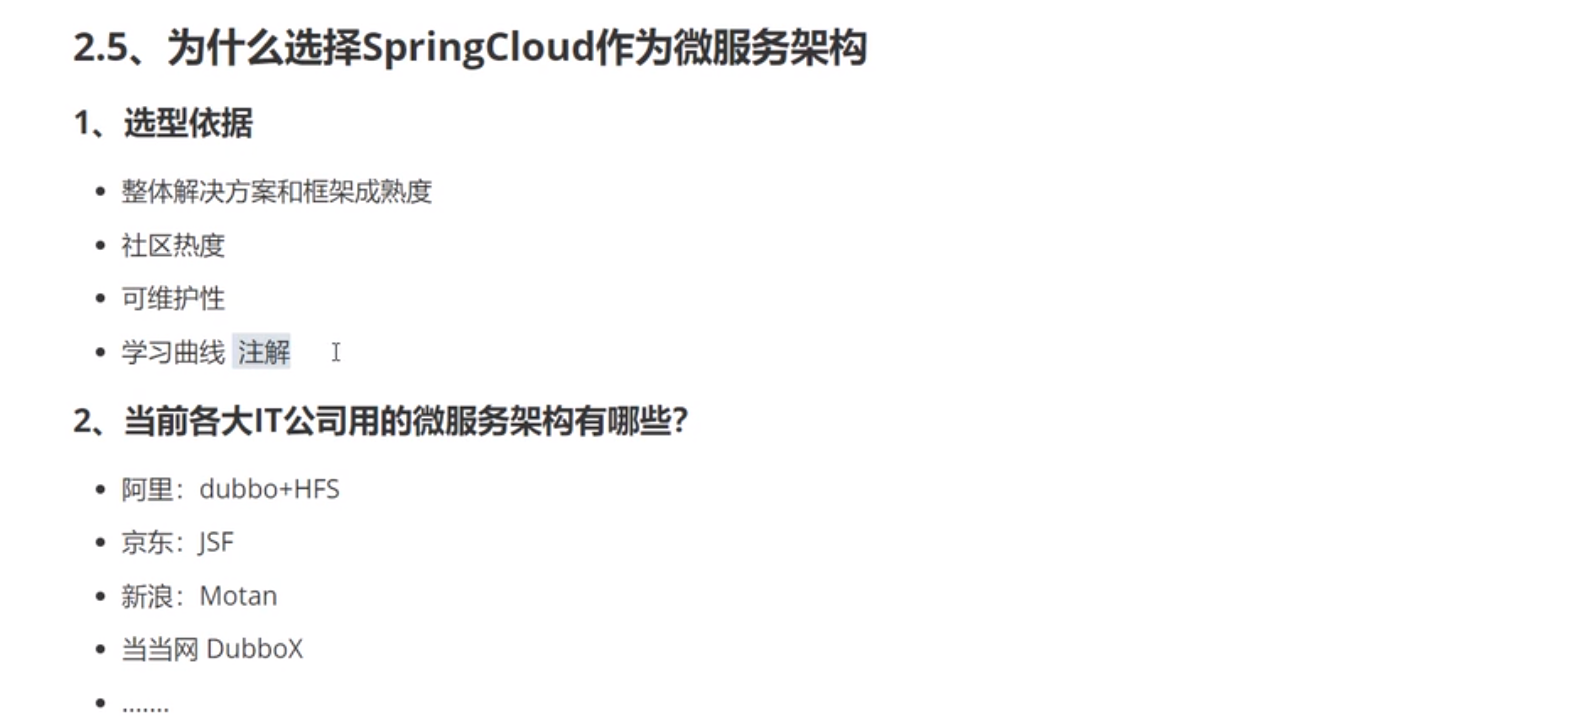 2.5、为什么选择SpringCloud作为微服务架构
1、选型依据
整体解决方案和框架成熟度
社区热度
可维护性
学习曲线 注解
2、当前各大IT公司用的微服务架构有哪些？
阿里：dubbo+HFS
京东：JSF
新浪：Motan
当当网 DubboX
.......